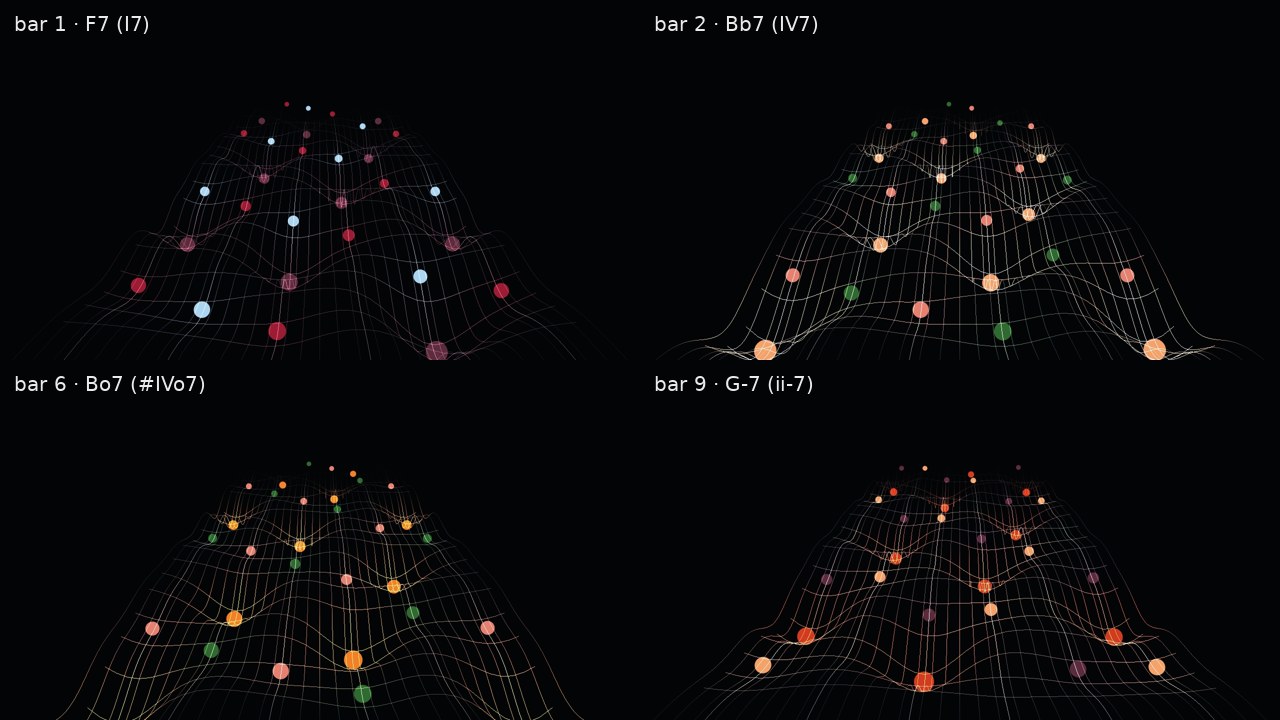 bar 1 · F7 (I7)
bar 2 · Bb7 (IV7)
bar 6 · Bo7 (#IVo7)
bar 9 · G-7 (ii-7)